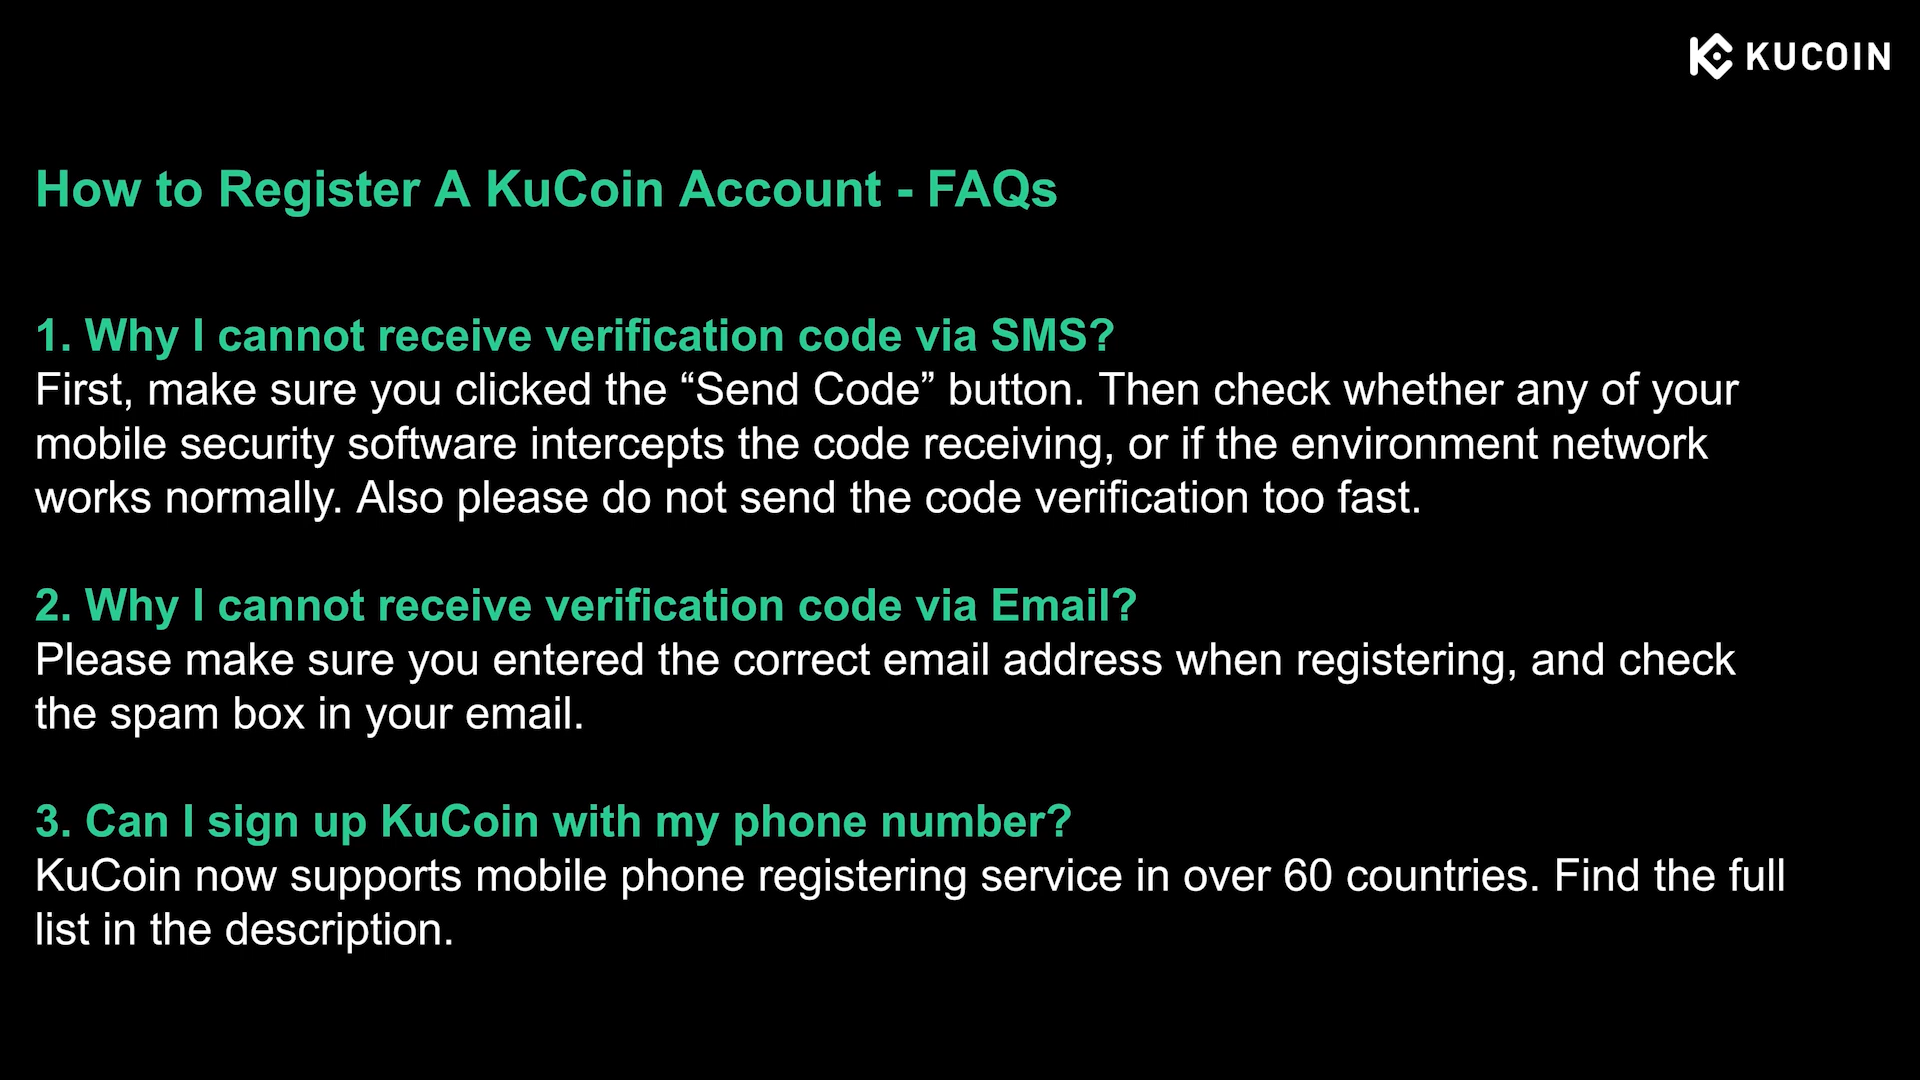 KUCOIN
How to Register A KuCoin Account - FAQs
1. Why I cannot receive verification code via SMS?
First, make sure you clicked the “Send Code” button. Then check whether any of your
mobile security software intercepts the code receiving, or if the environment network
works normally. Also please do not send the code verification too fast.
2. Why I cannot receive verification code via Email?
Please make sure you entered the correct email address when registering, and check
the spam box in your email.
3. Can I sign up KuCoin with my phone number?
KuCoin now supports mobile phone registering service in over 60 countries. Find the full
list in the description.